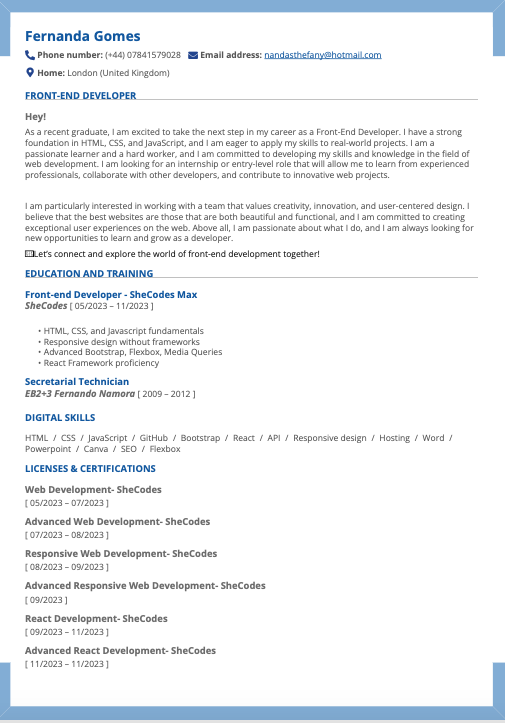 Fernanda Gomes
Phone number: (+44) 07841579028 Email address: nandasthefany@hotmail.com
Home: London (United Kingdom)
FRONT-END DEVELOPER
Hey!
As a recent graduate, I am excited to take the next step in my career as a Front-End Developer. I have a strong
foundation in HTML, CSS, and JavaScript, and I am eager to apply my skills to real-world projects. I am a
passionate learner and a hard worker, and I am committed to developing my skills and knowledge in the field of
web development. I am looking for an internship or entry-level role that will allow me to learn from experienced
professionals, collaborate with other developers, and contribute to innovative web projects.
I am particularly interested in working with a team that values creativity, innovation, and user-centered design. I
believe that the best websites are those that are both beautiful and functional, and I am committed to creating
exceptional user experiences on the web. Above all, I am passionate about what I do, and I am always looking for
new opportunities to learn and grow as a developer.
Let's connect and explore the world of front-end development together!
EDUCATION AND TRAINING
Front-end Developer - SheCodes Max
SheCodes [ 05/2023 – 11/2023 ]
• HTML, CSS, and Javascript fundamentals
• Responsive design without frameworks
• Advanced Bootstrap, Flexbox, Media Queries
• React Framework proficiency
Secretarial Technician
EB2+3 Fernando Namora [ 2009 – 2012 ]
DIGITAL SKILLS
HTML / CSS / JavaScript / GitHub / Bootstrap / React / API / Responsive design / Hosting / Word /
Powerpoint / Canva / SEO / Flexbox
LICENSES & CERTIFICATIONS
Web Development- SheCodes
[ 05/2023 – 07/2023 ]
Advanced Web Development- SheCodes
[ 07/2023 – 08/2023 ]
Responsive Web Development- SheCodes
[ 08/2023 – 09/2023 ]
Advanced Responsive Web Development- SheCodes
[ 09/2023 ]
React Development- SheCodes
[ 09/2023 – 11/2023 ]
Advanced React Development- SheCodes
[ 11/2023 – 11/2023 ]